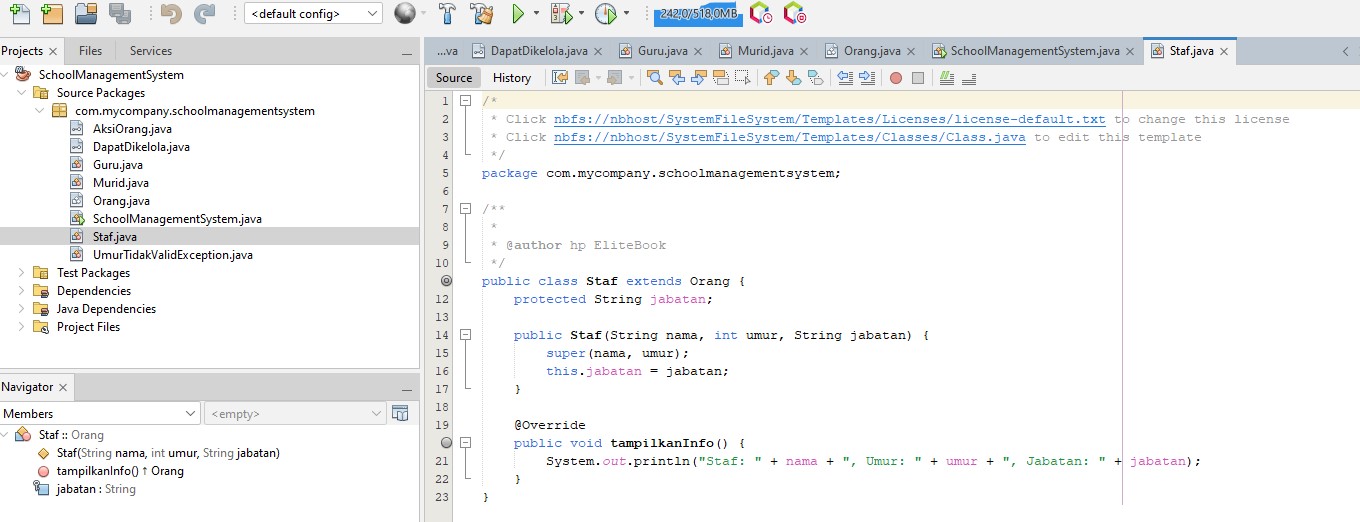 <default config>
242,0/518,0MB
Projects
Files
Services
SchoolManagementSystem
Source Packages
com.mycompany.schoolmanagementsystem
AksiOrang.java
DapatDikelola.java
Guru.java
Murid.java
Orang.java
SchoolManagementSystem.java
Staf.java
UmurTidakValidException.java
Test Packages
Dependencies
Java Dependencies
Project Files
Navigator
Members
<empty>
Staf :: Orang
Staf(String nama, int umur, String jabatan)
tampilkanInfo() ↑ Orang
jabatan : String
...va DapatDikelola.java Guru.java Murid.java Orang.java SchoolManagementSystem.java Staf.java
Source History
1 /*
2 * Click nbfs://nbhost/SystemFileSystem/Templates/Licenses/license-default.txt to change this license
3 * Click nbfs://nbhost/SystemFileSystem/Templates/Classes/Class.java to edit this template
4 */
5 package com.mycompany.schoolmanagementsystem;
6
7 /**
8 *
9 * @author hp EliteBook
10 */
public class Staf extends Orang {
12 protected String jabatan;
13
14 public Staf(String nama, int umur, String jabatan) {
15 super(nama, umur);
16 this.jabatan = jabatan;
17 }
18
19 @Override
public void tampilkanInfo() {
21 System.out.println("Staf: " + nama + ", Umur: " + umur + ", Jabatan: " + jabatan);
22 }
23 }